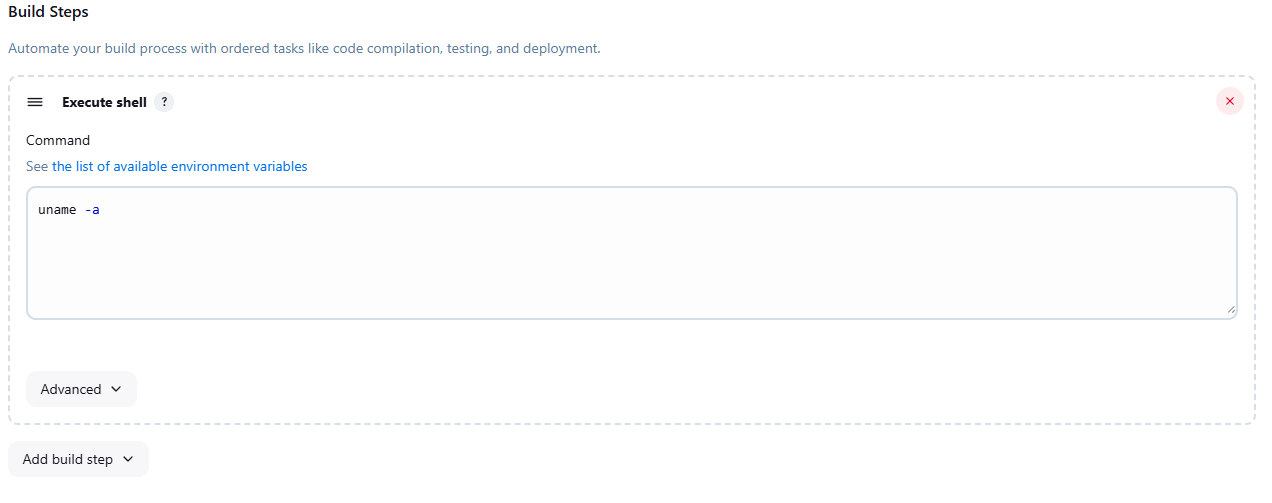 Build Steps
Automate your build process with ordered tasks like code compilation, testing, and deployment.
Execute shell ?
Command
See the list of available environment variables
uname -a
Advanced
Add build step